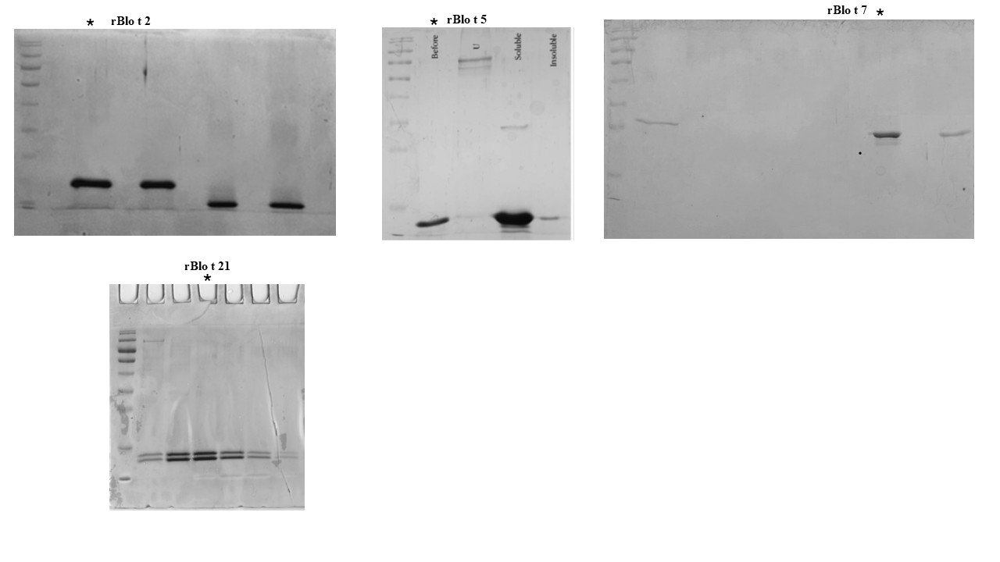 * rBlo t 2
* rBlo t 5
rBlo t 7 *
Before
U
Soluble
Insoluble
rBlo t 21
*